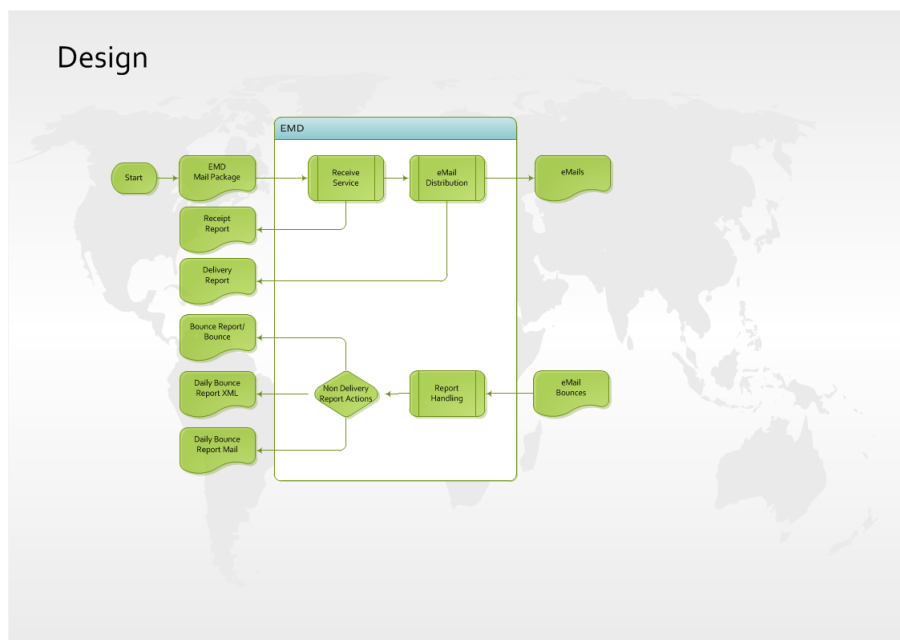 Design
EMD
Start
EMD
Mail Package
Receive
Service
eMail
Distribution
eMails
Receipt
Report
Delivery
Report
Bounce Report/
Bounce
Daily Bounce
Report XML
Non Delivery
Report Actions
Report
Handling
eMail
Bounces
Daily Bounce
Report Mail